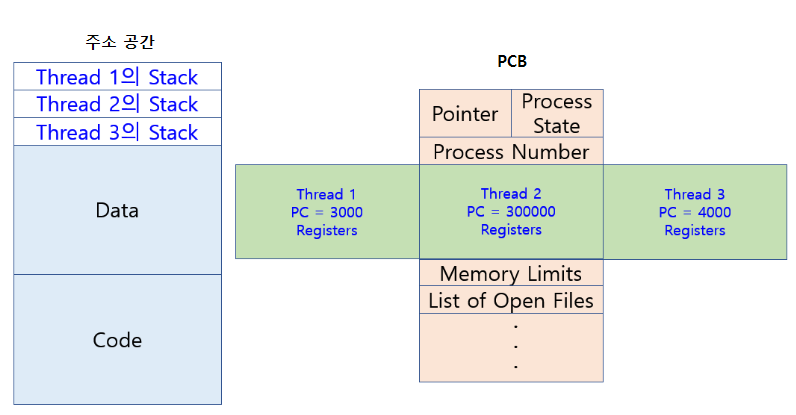 주소 공간
Thread 1의 Stack
Thread 2의 Stack
Thread 3의 Stack
Data
Code
PCB
Pointer
Process
State
Process Number
Thread 1
PC = 3000
Registers
Thread 2
PC = 300000
Registers
Thread 3
PC = 4000
Registers
Memory Limits
List of Open Files
.
.
.